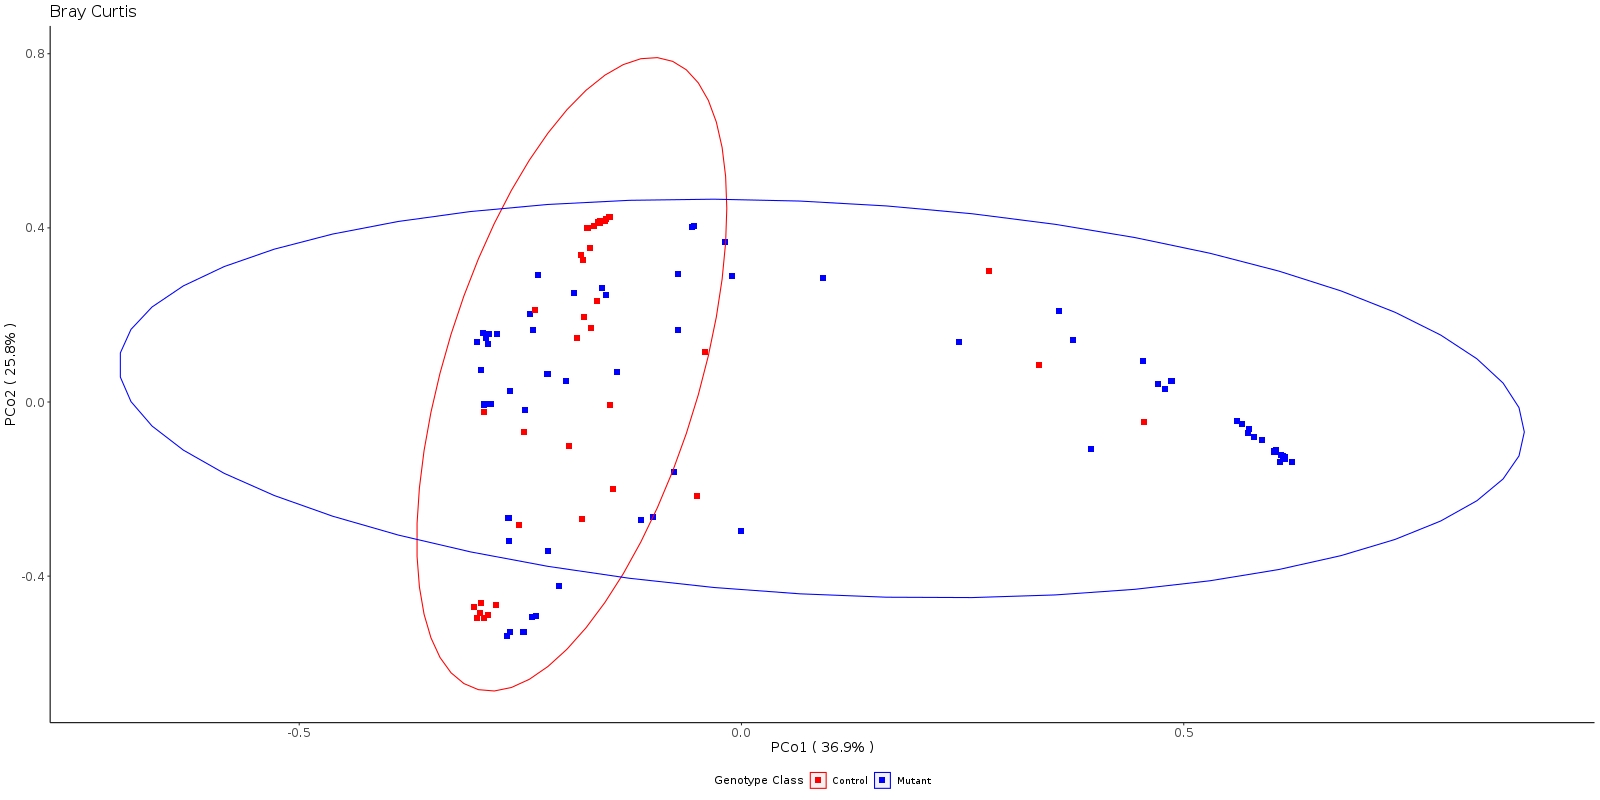 Bray Curtis
0.8
0.4
0.0
-0.4
PCo2 ( 25.8% )
-0.5
0.0
0.5
PCo1 ( 36.9% )
Genotype Class Control Mutant